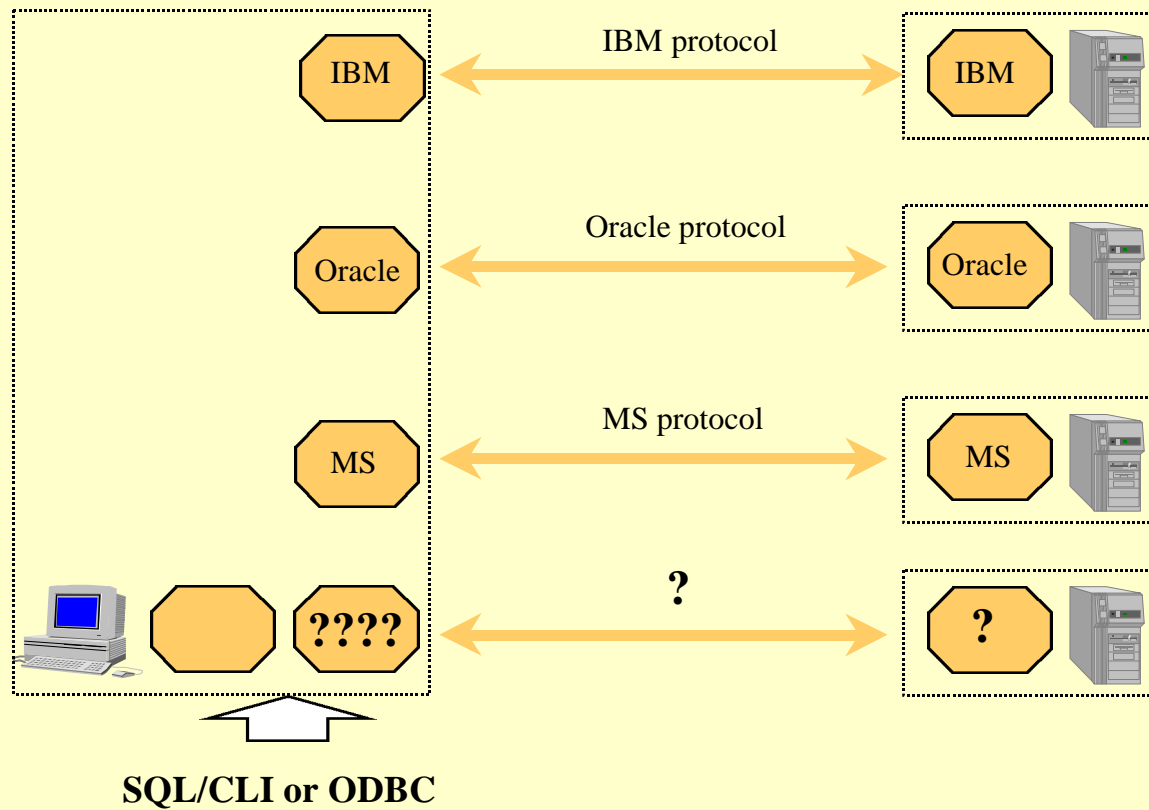 IBM protocol
IBM
IBM
Oracle protocol
Oracle
Oracle
MS protocol
MS
MS
?
????
?
SQL/CLI or ODBC